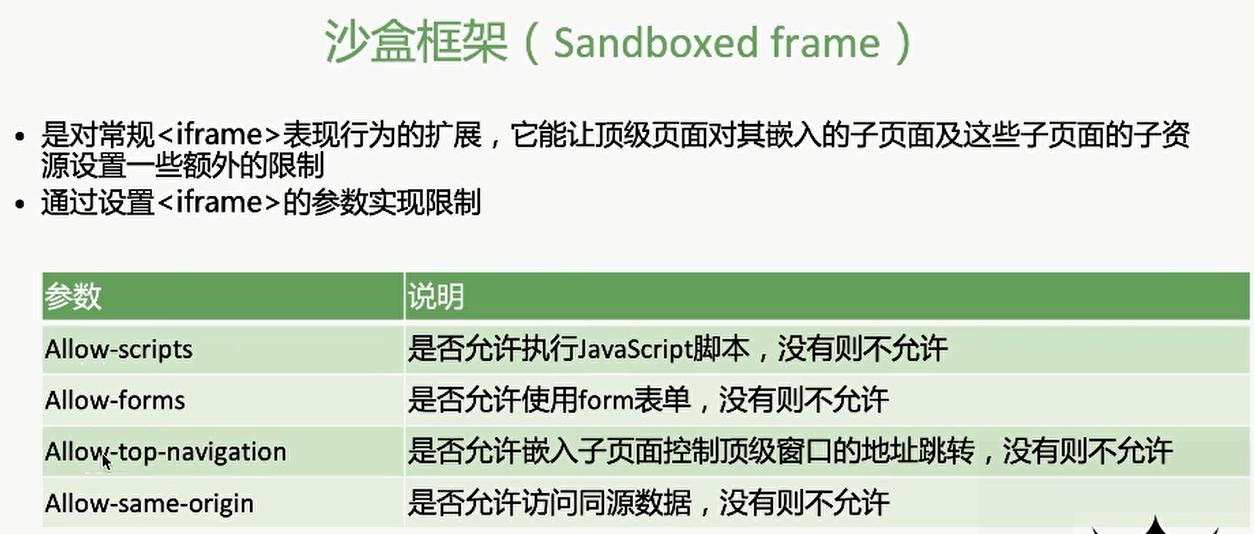 沙盒框架（Sandboxed frame）
• 是对常规<iframe>表现行为的扩展，它能让顶级页面对其嵌入的子页面及这些子页面的子资
源设置一些额外的限制
• 通过设置<iframe>的参数实现限制
参数 说明
Allow-scripts 是否允许执行JavaScript脚本，没有则不允许
Allow-forms 是否允许使用form表单，没有则不允许
Allow-top-navigation 是否允许嵌入子页面控制顶级窗口的地址跳转，没有则不允许
Allow-same-origin 是否允许访问同源数据，没有则不允许